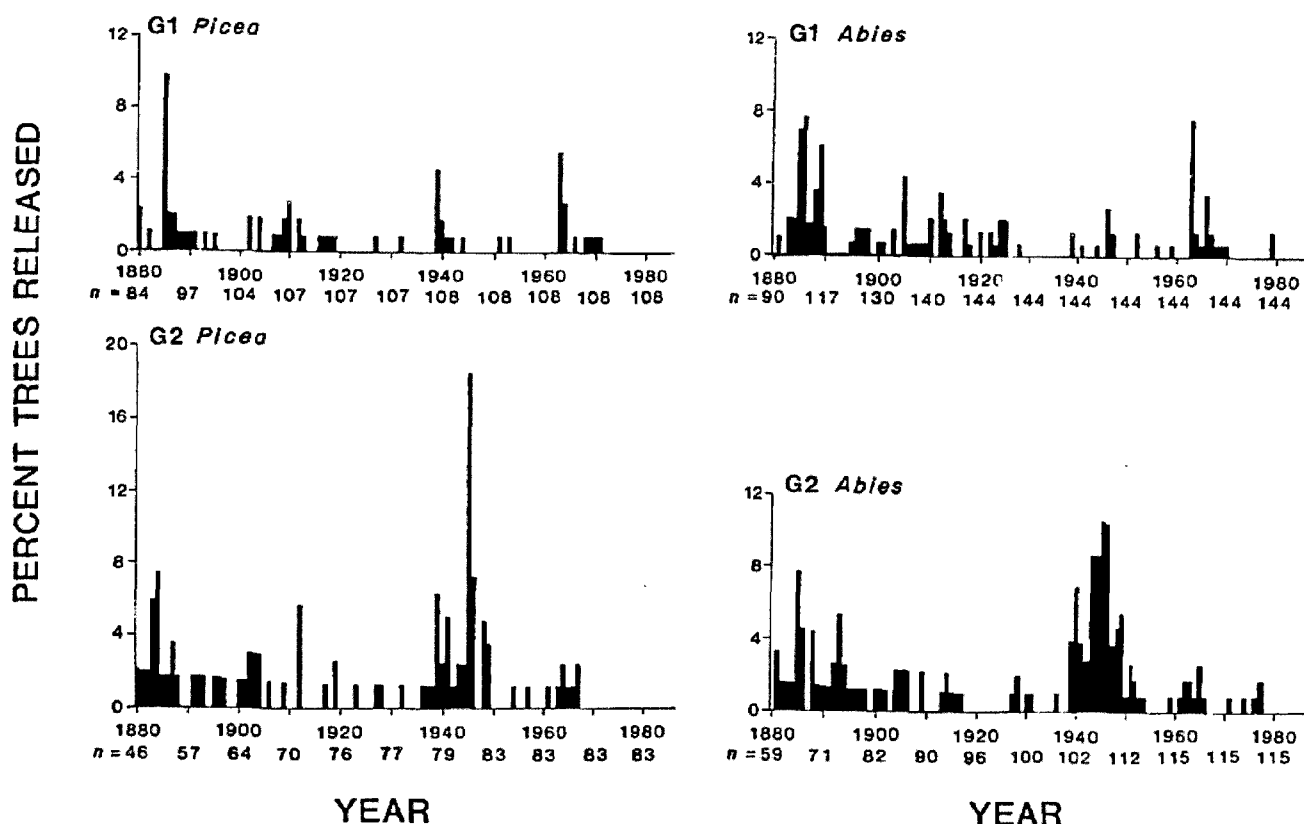 PERCENT TREES RELEASED
G1 Picea
12
8
4
0
1880 1900 1920 1940 1960 1980
n = 84 97 104 107 107 107 108 108 108 108 108
G1 Abies
12
8
4
0
1880 1900 1920 1940 1960 1980
n = 90 117 130 140 144 144 144 144 144 144 144
G2 Picea
20
16
12
8
4
0
1880 1900 1920 1940 1960 1980
n = 46 57 64 70 76 77 79 83 83 83 83
YEAR
G2 Abies
12
8
4
0
1880 1900 1920 1940 1960 1980
n = 59 71 82 90 96 100 102 112 115 115 115
YEAR